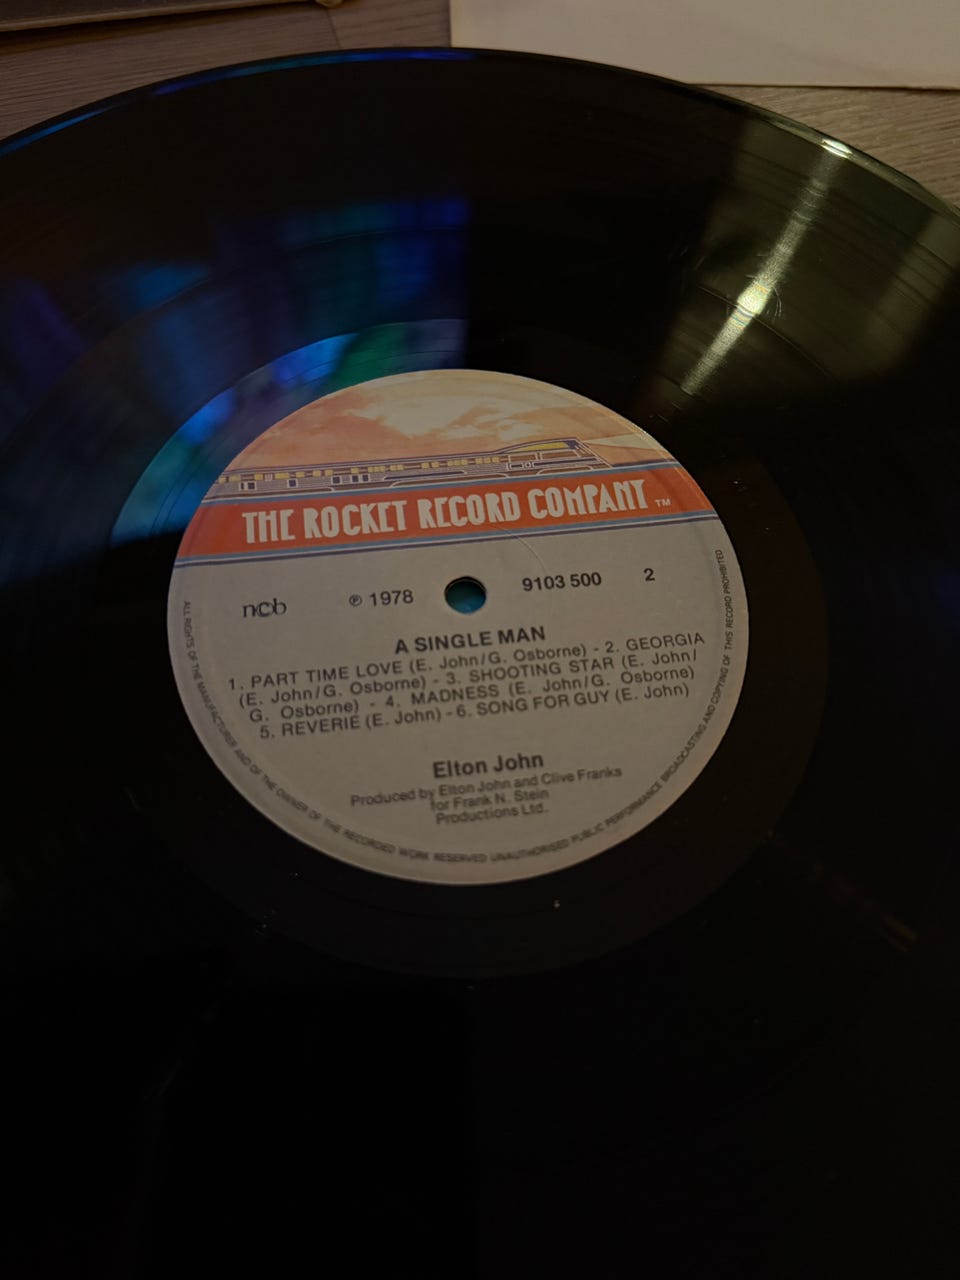 THE ROCKET RECORD COMPANY TM
ncb ℗ 1978 9103 500 2
A SINGLE MAN
1. PART TIME LOVE (E. John/G. Osborne) - 2. GEORGIA
(E. John/G. Osborne) - 3. SHOOTING STAR (E. John/
G. Osborne) - 4. MADNESS (E. John/G. Osborne)
5. REVERIE (E. John) - 6. SONG FOR GUY (E. John)
Elton John
Produced by Elton John and Clive Franks
for Frank N. Stein
Productions Ltd.
ALL RIGHTS OF THE MANUFACTURER AND OF THE OWNER OF THE RECORDED WORK RESERVED UNAUTHORISED PUBLIC PERFORMANCE BROADCASTING AND COPYING OF THIS RECORD PROHIBITED